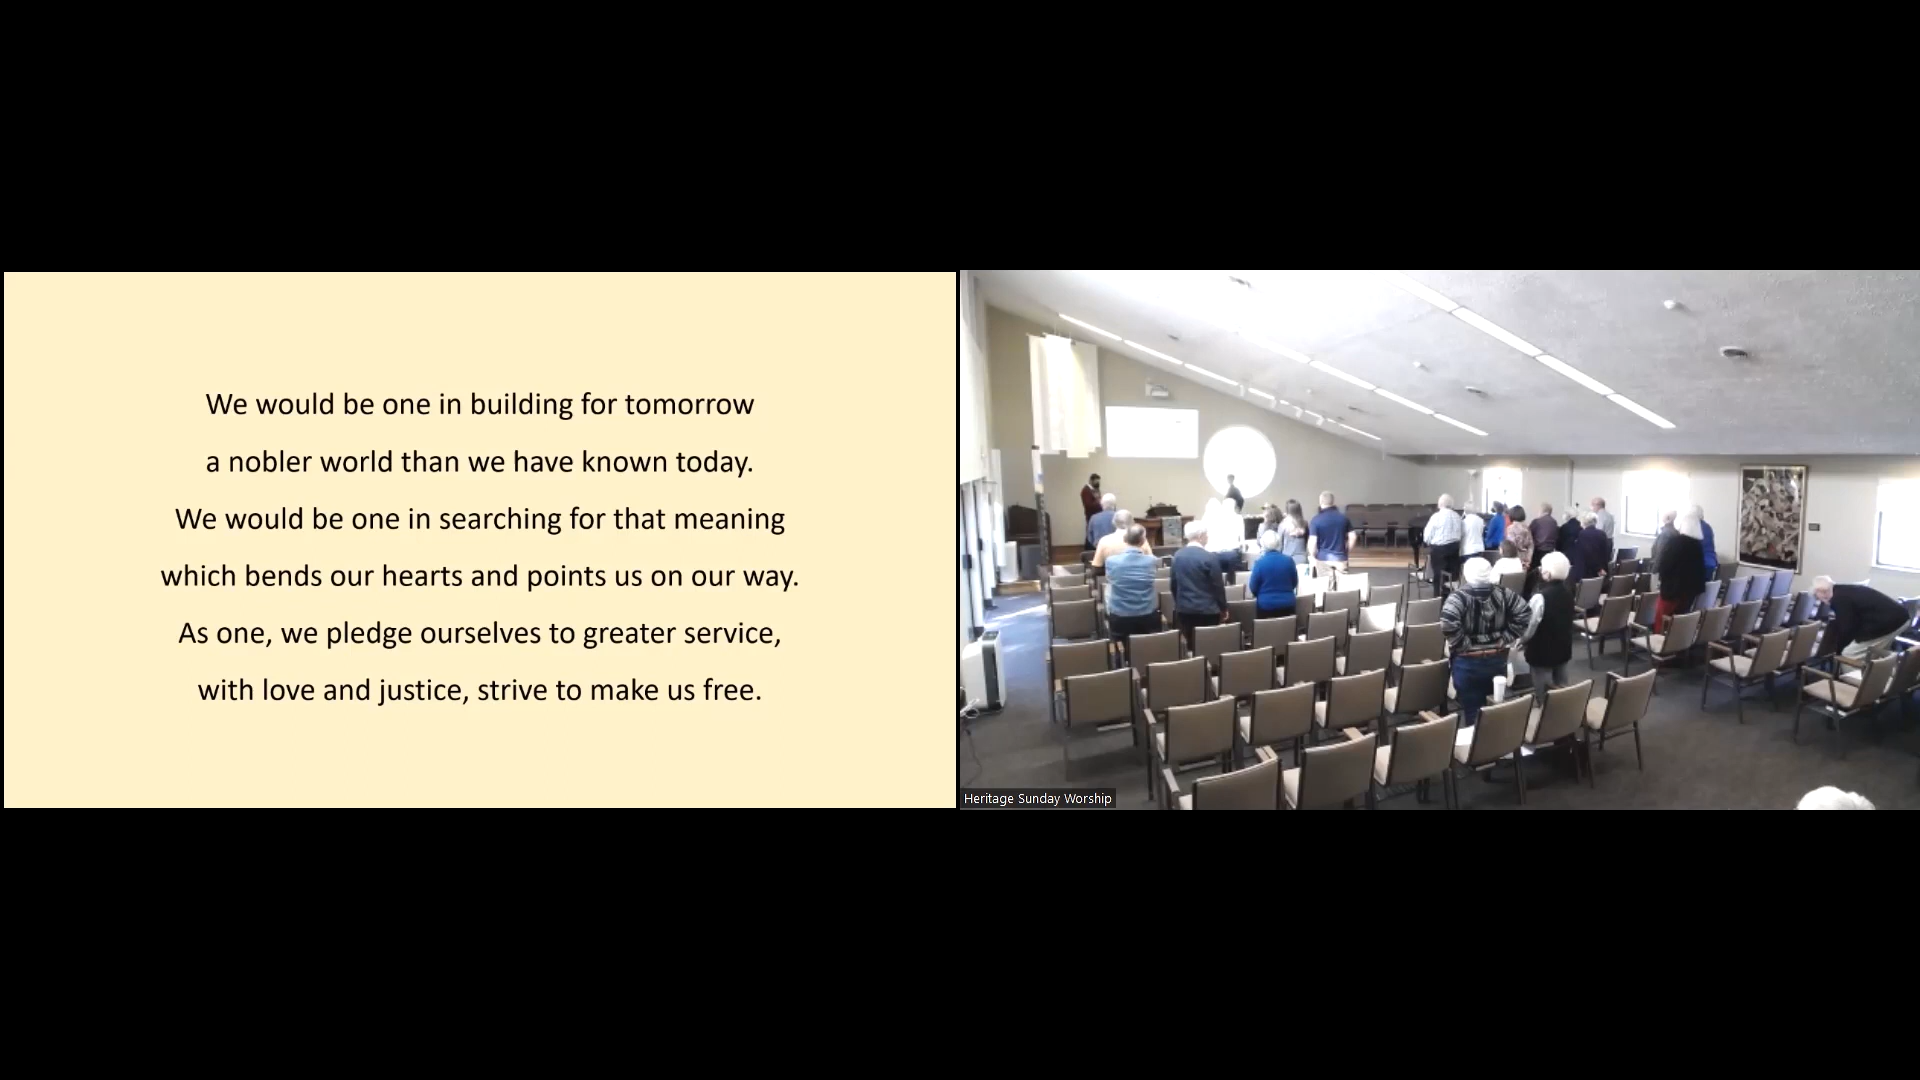 We would be one in building for tomorrow
a nobler world than we have known today.
We would be one in searching for that meaning
which bends our hearts and points us on our way.
As one, we pledge ourselves to greater service,
with love and justice, strive to make us free.
Heritage Sunday Worship